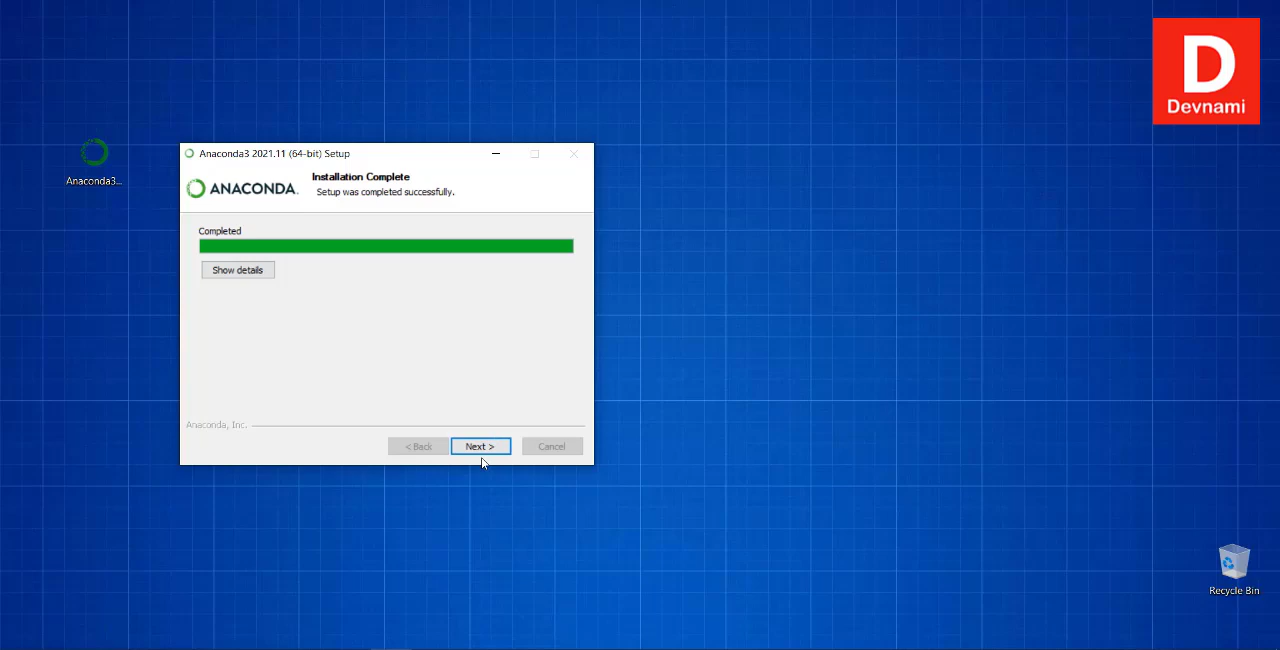 D
Devnami
Anaconda3...
Anaconda3 2021.11 (64-bit) Setup
ANACONDA.
Installation Complete
Setup was completed successfully.
Completed
Show details
Anaconda, Inc.
< Back
Next >
Cancel
Recycle Bin